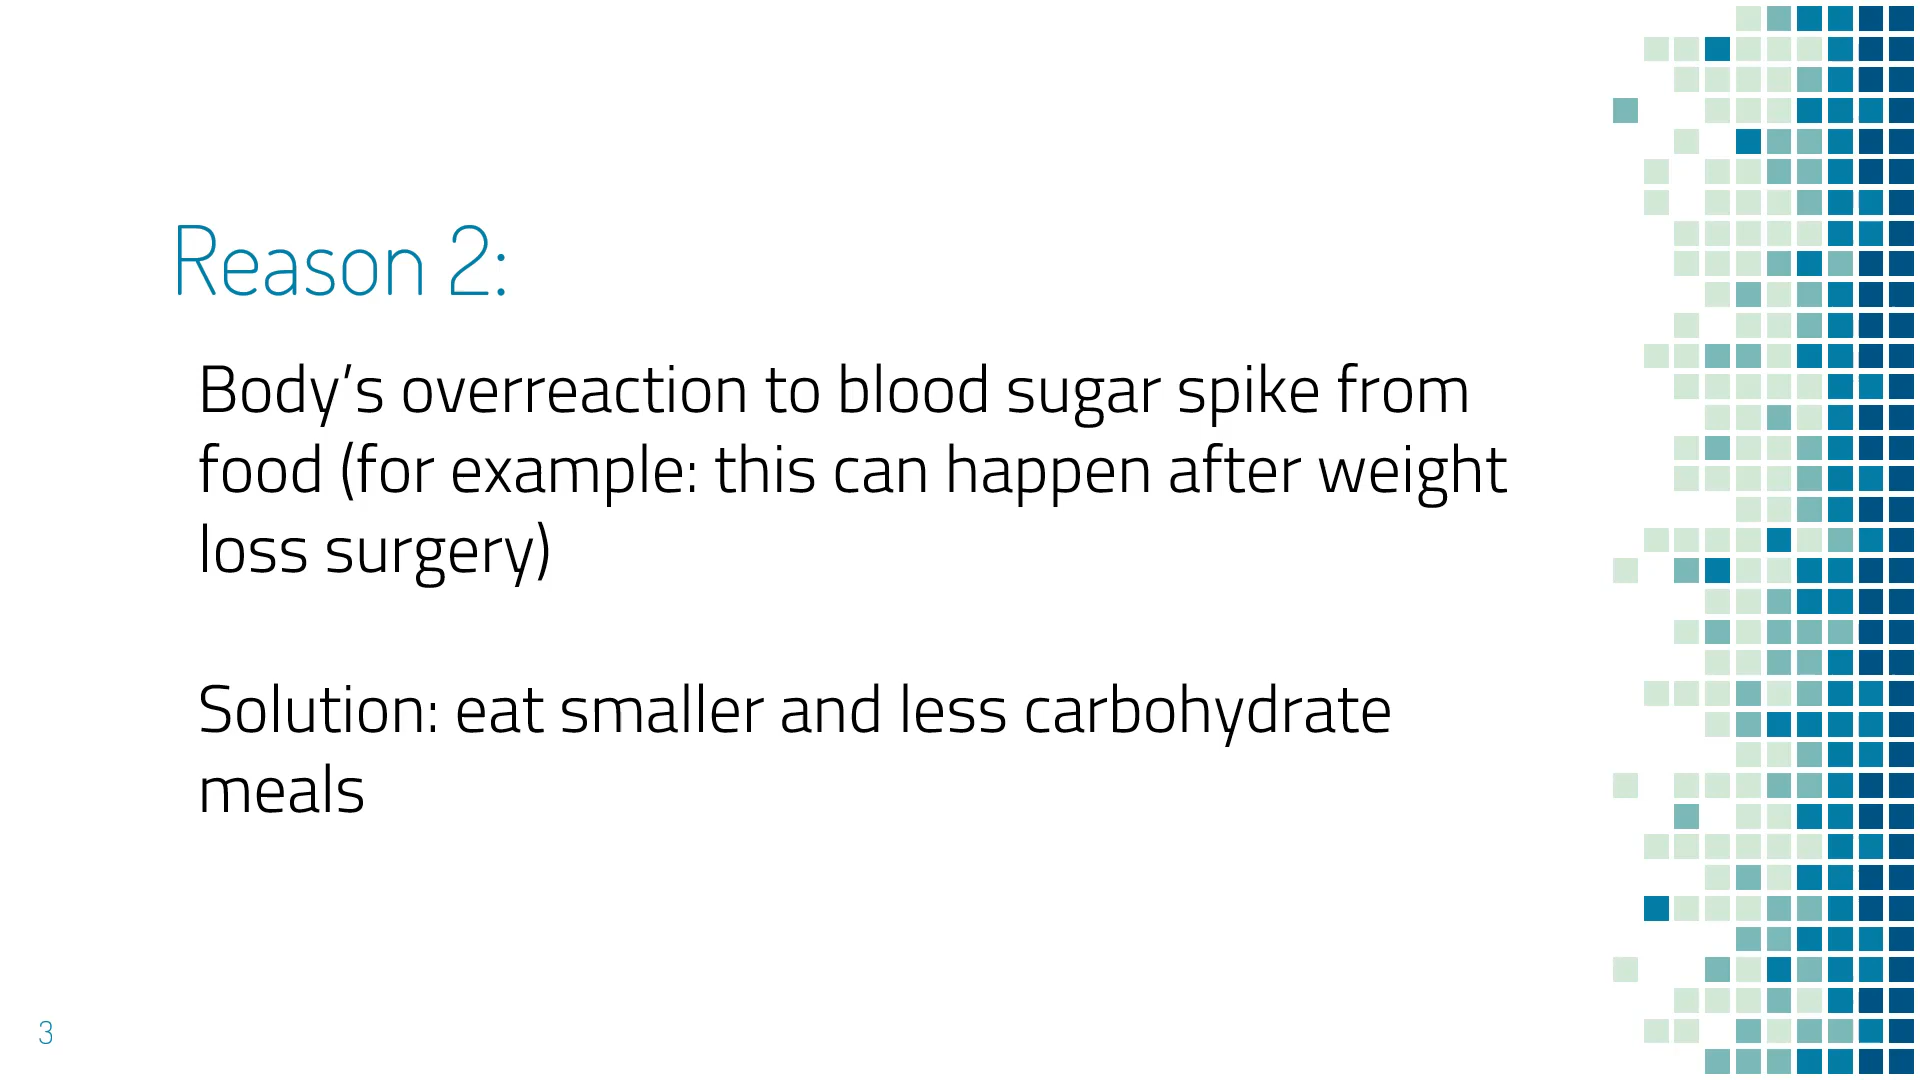 Reason 2:
Body's overreaction to blood sugar spike from
food (for example: this can happen after weight
loss surgery)
Solution: eat smaller and less carbohydrate
meals
3